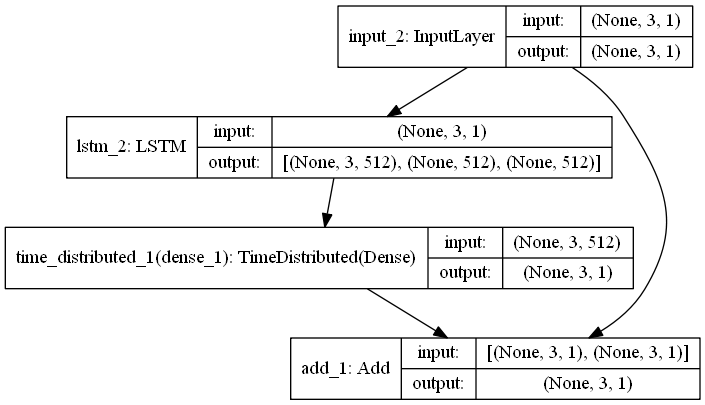 input_2: InputLayer
input: (None, 3, 1)
output: (None, 3, 1)
lstm_2: LSTM
input: (None, 3, 1)
output: [(None, 3, 512), (None, 512), (None, 512)]
time_distributed_1(dense_1): TimeDistributed(Dense)
input: (None, 3, 512)
output: (None, 3, 1)
add_1: Add
input: [(None, 3, 1), (None, 3, 1)]
output: (None, 3, 1)